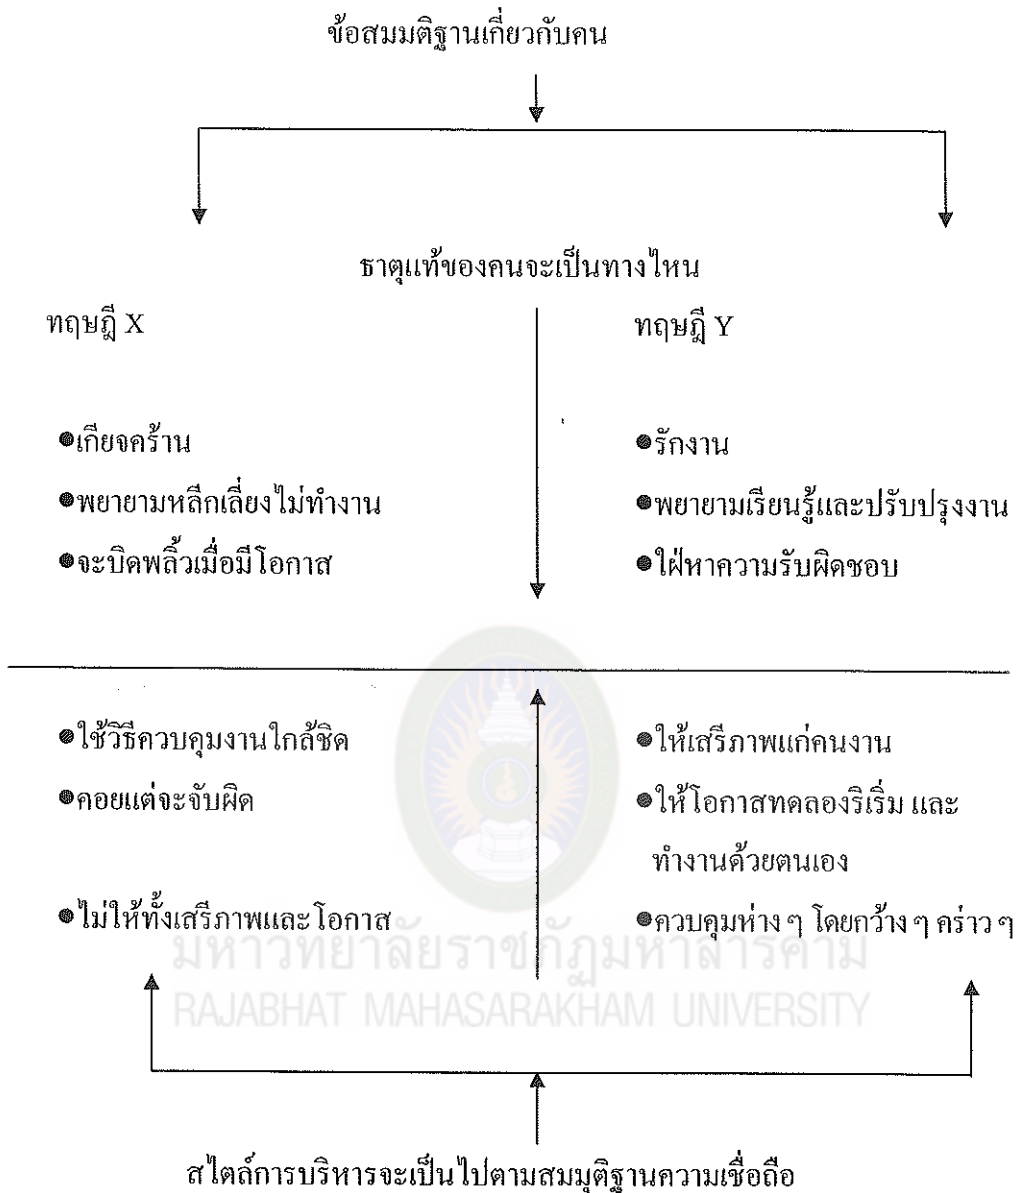 ข้อสมมติฐานเกี่ยวกับคน
ธาตุแท้ของคนจะเป็นทางไหน
ทฤษฎี X
●เกียจคร้าน
●พยายามหลีกเลี่ยงไม่ทำงาน
●จะบิดพลิ้วเมื่อมีโอกาส
ทฤษฎี Y
●รักงาน
●พยายามเรียนรู้และปรับปรุงงาน
●ใฝ่หาความรับผิดชอบ
●ใช้วิธีควบคุมงานใกล้ชิด
●คอยแต่จะจับผิด
●ไม่ให้ทั้งเสรีภาพและโอกาส
●ให้เสรีภาพแก่คนงาน
●ให้โอกาสทดลองริเริ่ม และ
ทำงานด้วยตนเอง
●ควบคุมห่าง ๆ โดยกว้าง ๆ คร่าว ๆ
มหาวิทยาลัยราชภัฏมหาสารคาม
RAJABHAT MAHASARAKHAM UNIVERSITY
สไตล์การบริหารจะเป็นไปตามสมมุติฐานความเชื่อถือ